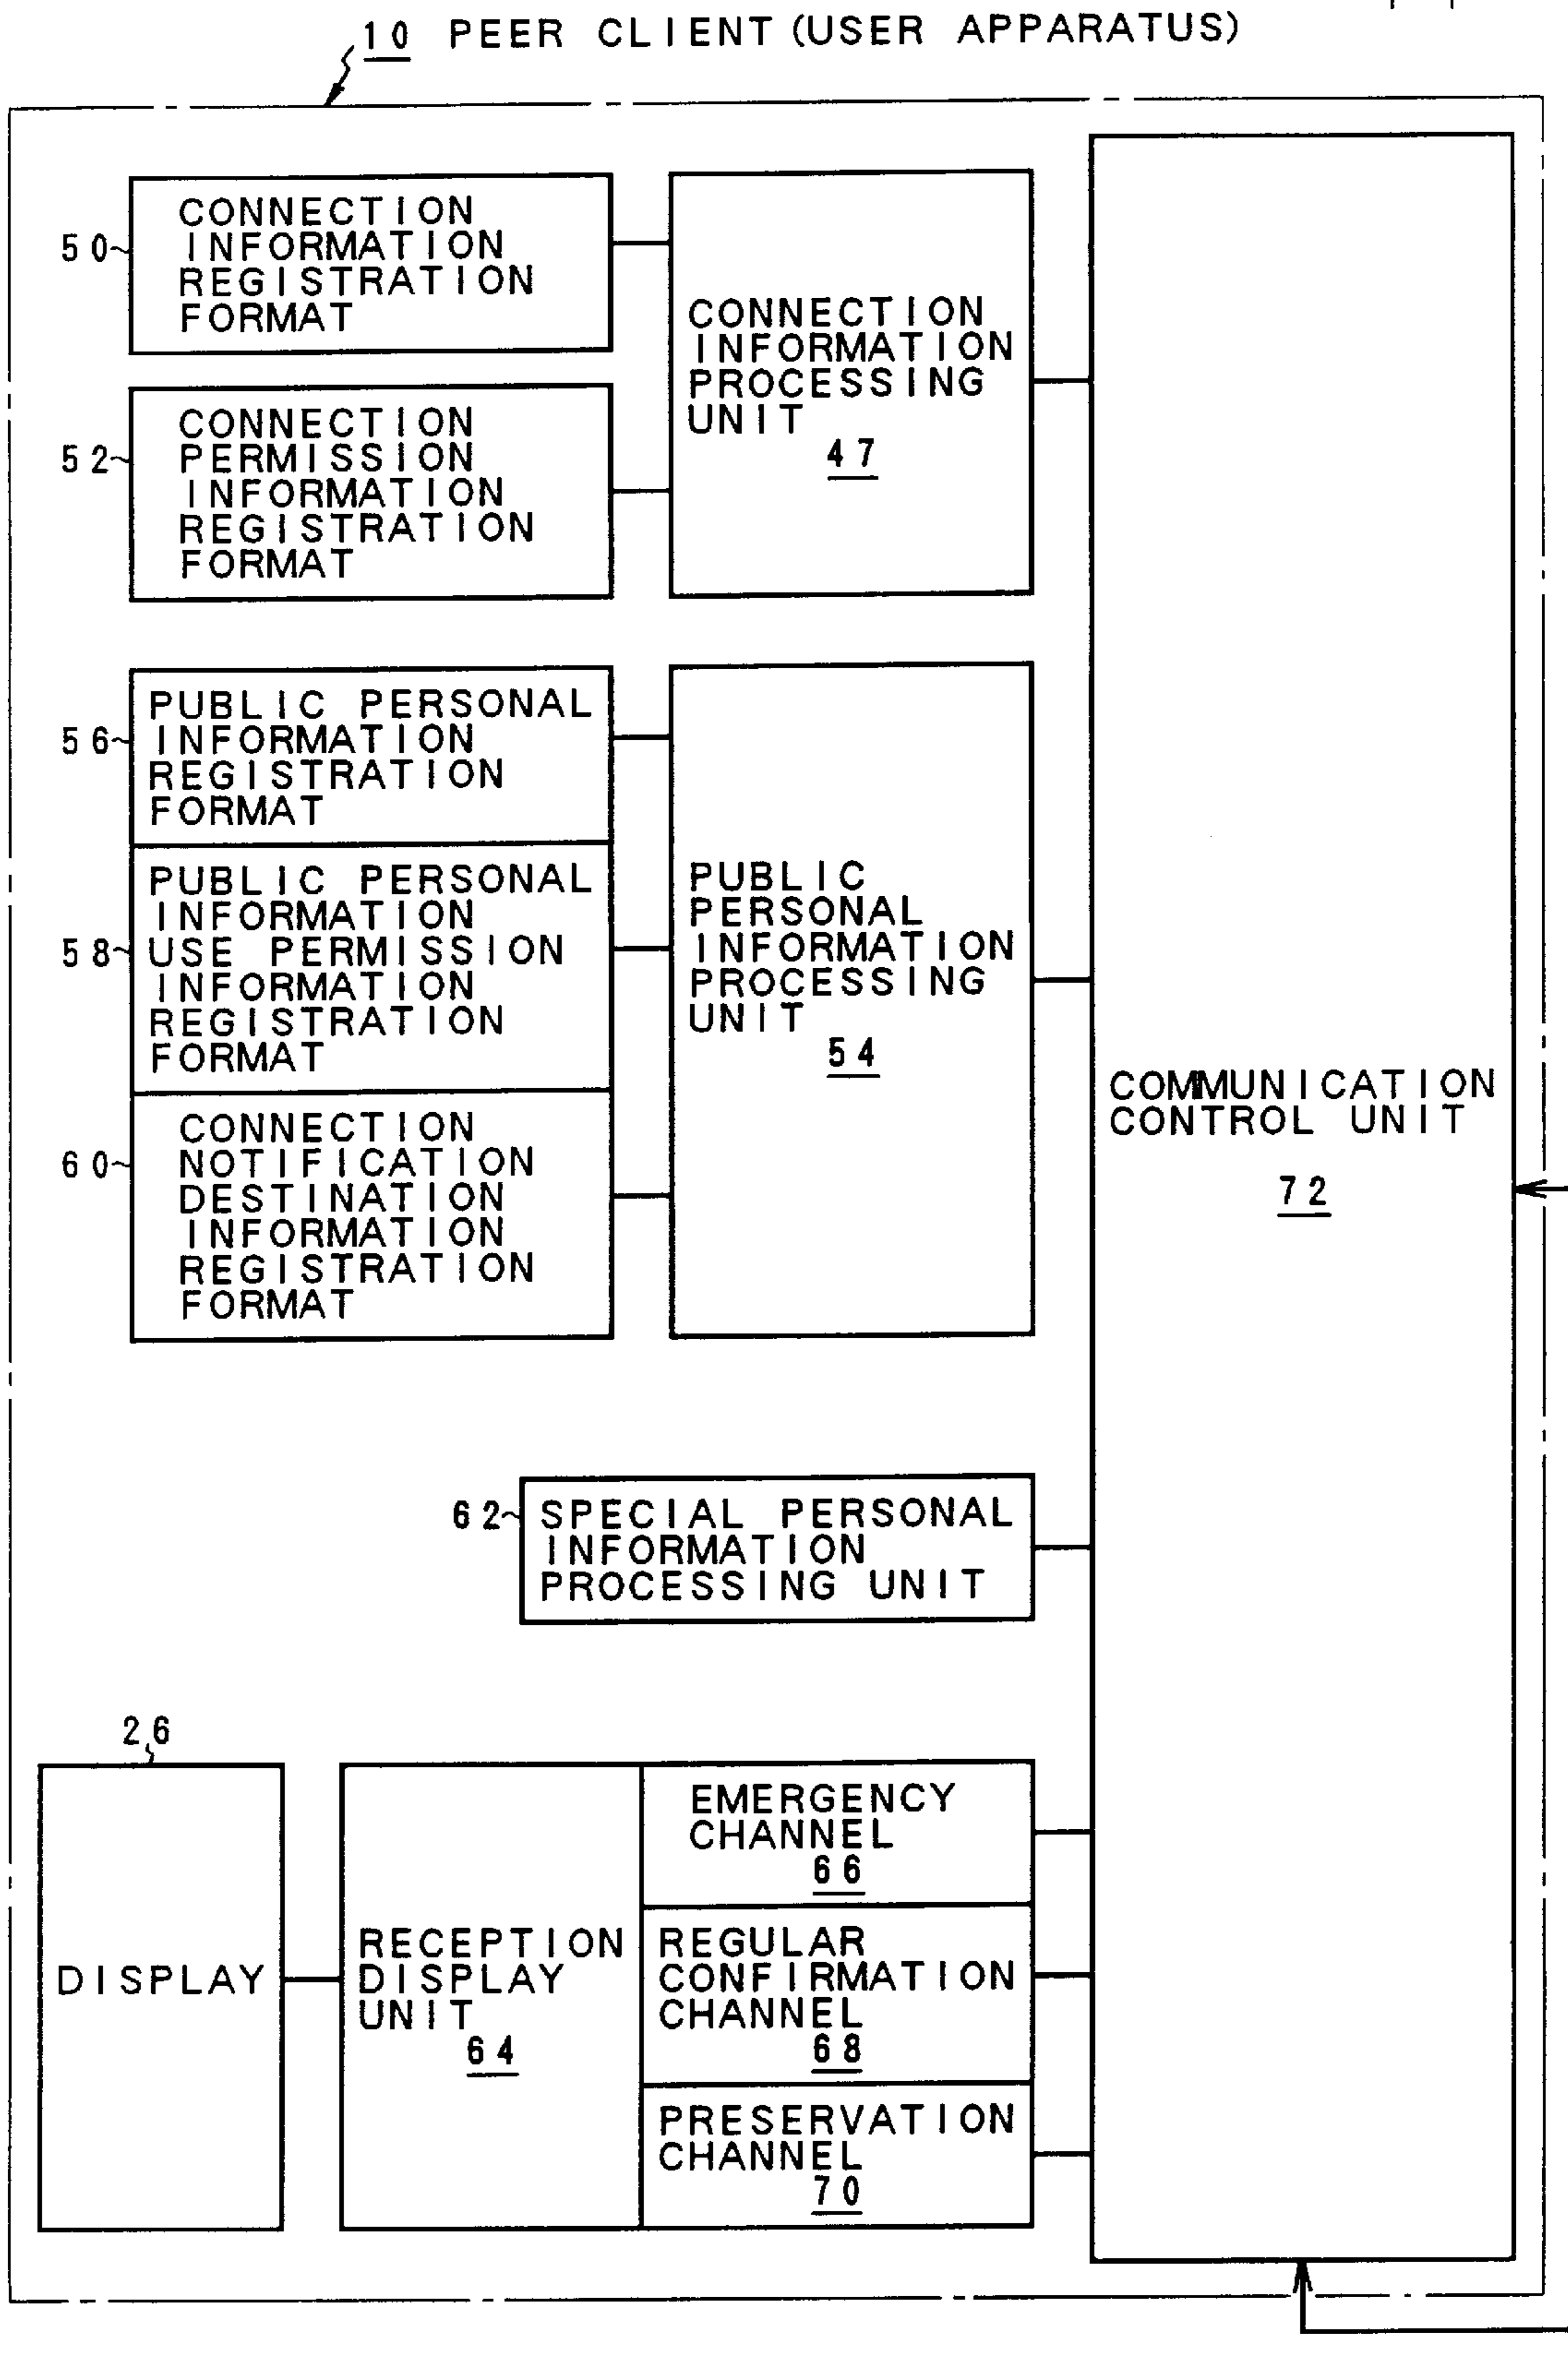 10 PEER CLIENT (USER APPARATUS)
50
CONNECTION
INFORMATION
REGISTRATION
FORMAT
52
CONNECTION
PERMISSION
INFORMATION
REGISTRATION
FORMAT
CONNECTION
INFORMATION
PROCESSING
UNIT
47
56
PUBLIC PERSONAL
INFORMATION
REGISTRATION
FORMAT
58
PUBLIC PERSONAL
INFORMATION
USE PERMISSION
INFORMATION
REGISTRATION
FORMAT
60
CONNECTION
NOTIFICATION
DESTINATION
INFORMATION
REGISTRATION
FORMAT
PUBLIC
PERSONAL
INFORMATION
PROCESSING
UNIT
54
COMMUNICATION
CONTROL UNIT
72
62
SPECIAL PERSONAL
INFORMATION
PROCESSING UNIT
26
DISPLAY
RECEPTION
DISPLAY
UNIT
64
EMERGENCY
CHANNEL
66
REGULAR
CONFIRMATION
CHANNEL
68
PRESERVATION
CHANNEL
70